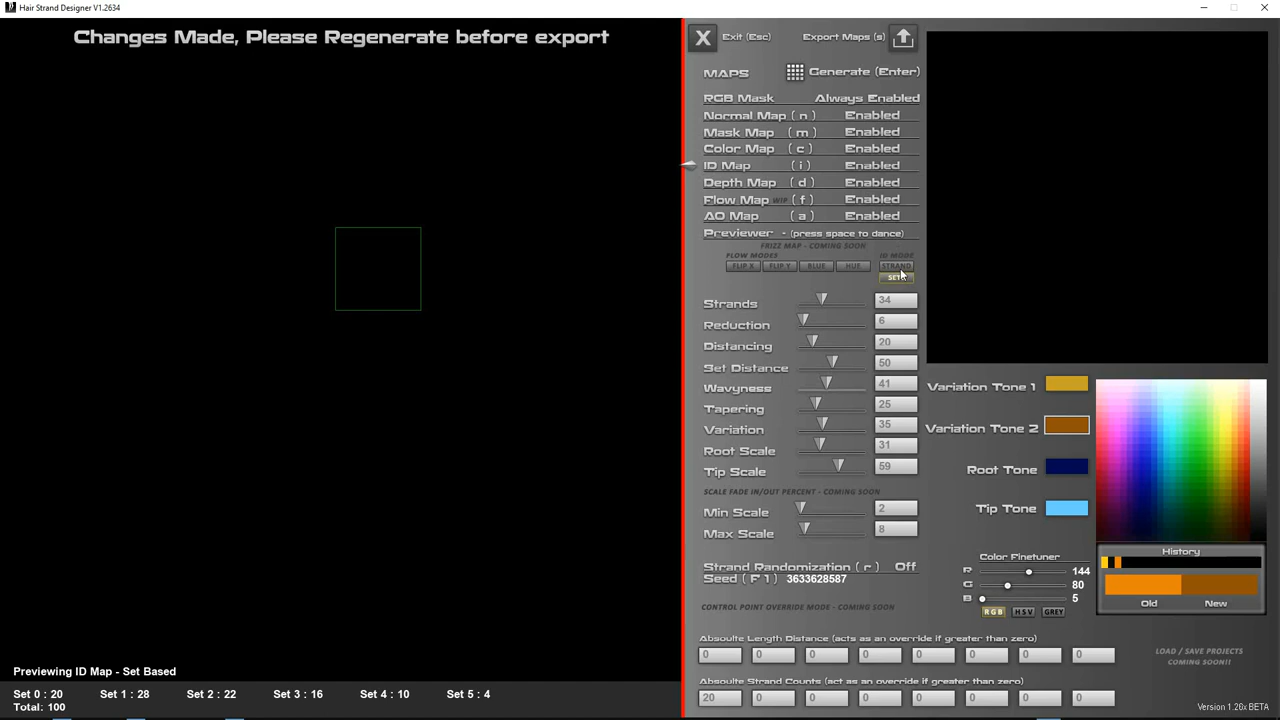 Hair Strand Designer V1.2634
Changes Made, Please Regenerate before export
X Exit (Esc) Export Maps (s)
MAPS Generate (Enter)
RGB Mask Always Enabled
Normal Map ( n ) Enabled
Mask Map ( m ) Enabled
Color Map ( c ) Enabled
ID Map ( i ) Enabled
Depth Map ( d ) Enabled
Flow Map WIP ( f ) Enabled
AO Map ( a ) Enabled
Previewer - (press space to dance)
FRIZZ MAP - COMING SOON
FLOW MODES ID MODE
FLIP X FLIP Y BLUE HUE STRAND
SET
Strands 34
Reduction 6
Distancing 20
Set Distance 50
Wavyness 41
Tapering 25
Variation 35
Root Scale 31
Tip Scale 59
SCALE FADE IN/OUT PERCENT - COMING SOON
Min Scale 2
Max Scale 8
Strand Randomization ( r ) Off
Seed ( F1 ) 3633628587
CONTROL POINT OVERRIDE MODE - COMING SOON
Variation Tone 1
Variation Tone 2
Root Tone
Tip Tone
Color Finetuner
R 144
G 80
B 5
RGB HSV GREY
History
Old New
Absoulte Length Distance (acts as an override if greater than zero)
0 0 0 0 0 0 0 0
Absoulte Strand Counts (act as an override if greater than zero)
20 0 0 0 0 0 0 0
LOAD / SAVE PROJECTS
COMING SOON!!
Version 1.26x BETA
Previewing ID Map - Set Based
Set 0 : 20 Set 1 : 28 Set 2 : 22 Set 3 : 16 Set 4 : 10 Set 5 : 4
Total: 100